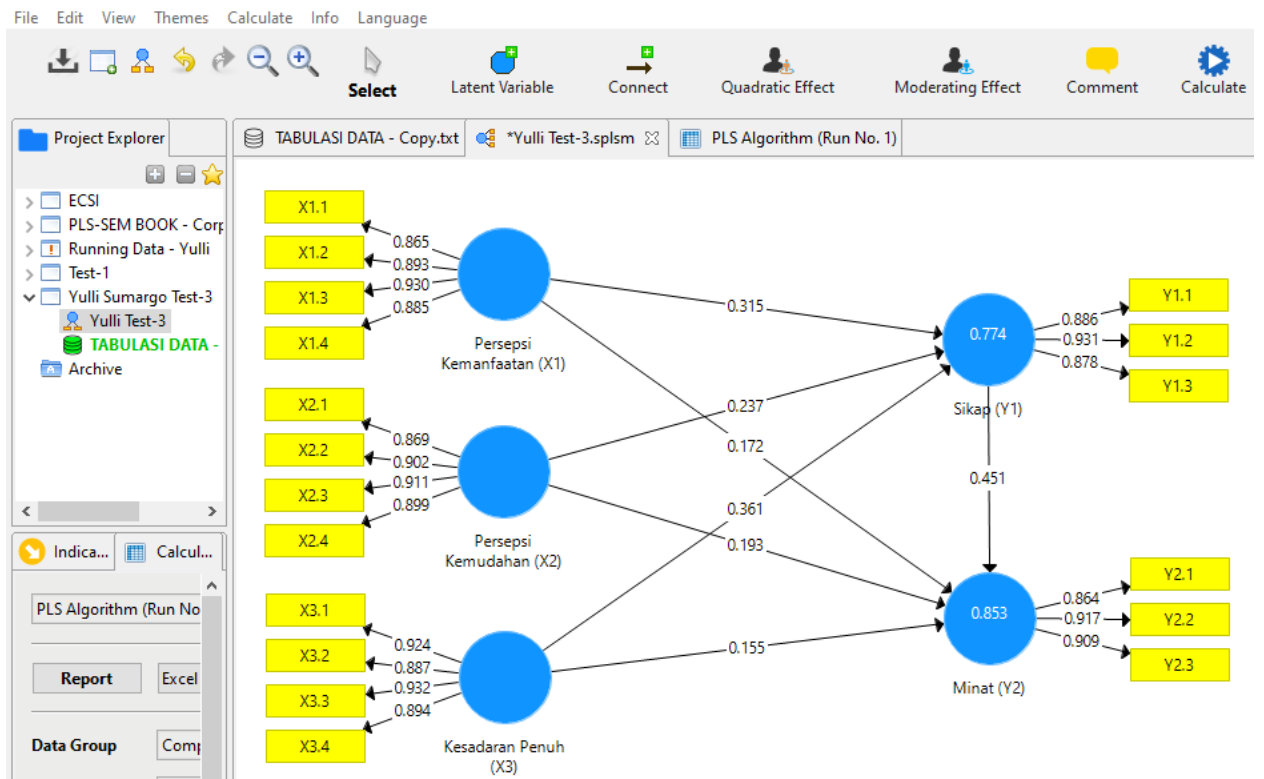 File Edit View Themes Calculate Info Language
Select
Latent Variable
Connect
Quadratic Effect
Moderating Effect
Comment
Calculate
Project Explorer
ECSI
PLS-SEM BOOK - Corp
Running Data - Yulli
Test-1
Yulli Sumargo Test-3
Yulli Test-3
TABULASI DATA -
Archive
Indica...
Calcul...
PLS Algorithm (Run No
Report
Excel
Data Group
Comp
TABULASI DATA - Copy.txt
*Yulli Test-3.splsm
PLS Algorithm (Run No. 1)
X1.1
X1.2
X1.3
X1.4
0.865
0.893
0.930
0.885
Persepsi
Kemanfaatan (X1)
X2.1
X2.2
X2.3
X2.4
0.869
0.902
0.911
0.899
Persepsi
Kemudahan (X2)
X3.1
X3.2
X3.3
X3.4
0.924
0.887
0.932
0.894
Kesadaran Penuh
(X3)
0.315
0.237
0.172
0.361
0.193
0.155
0.774
Sikap (Y1)
0.451
0.853
Minat (Y2)
0.886
0.931
0.878
Y1.1
Y1.2
Y1.3
0.864
0.917
0.909
Y2.1
Y2.2
Y2.3